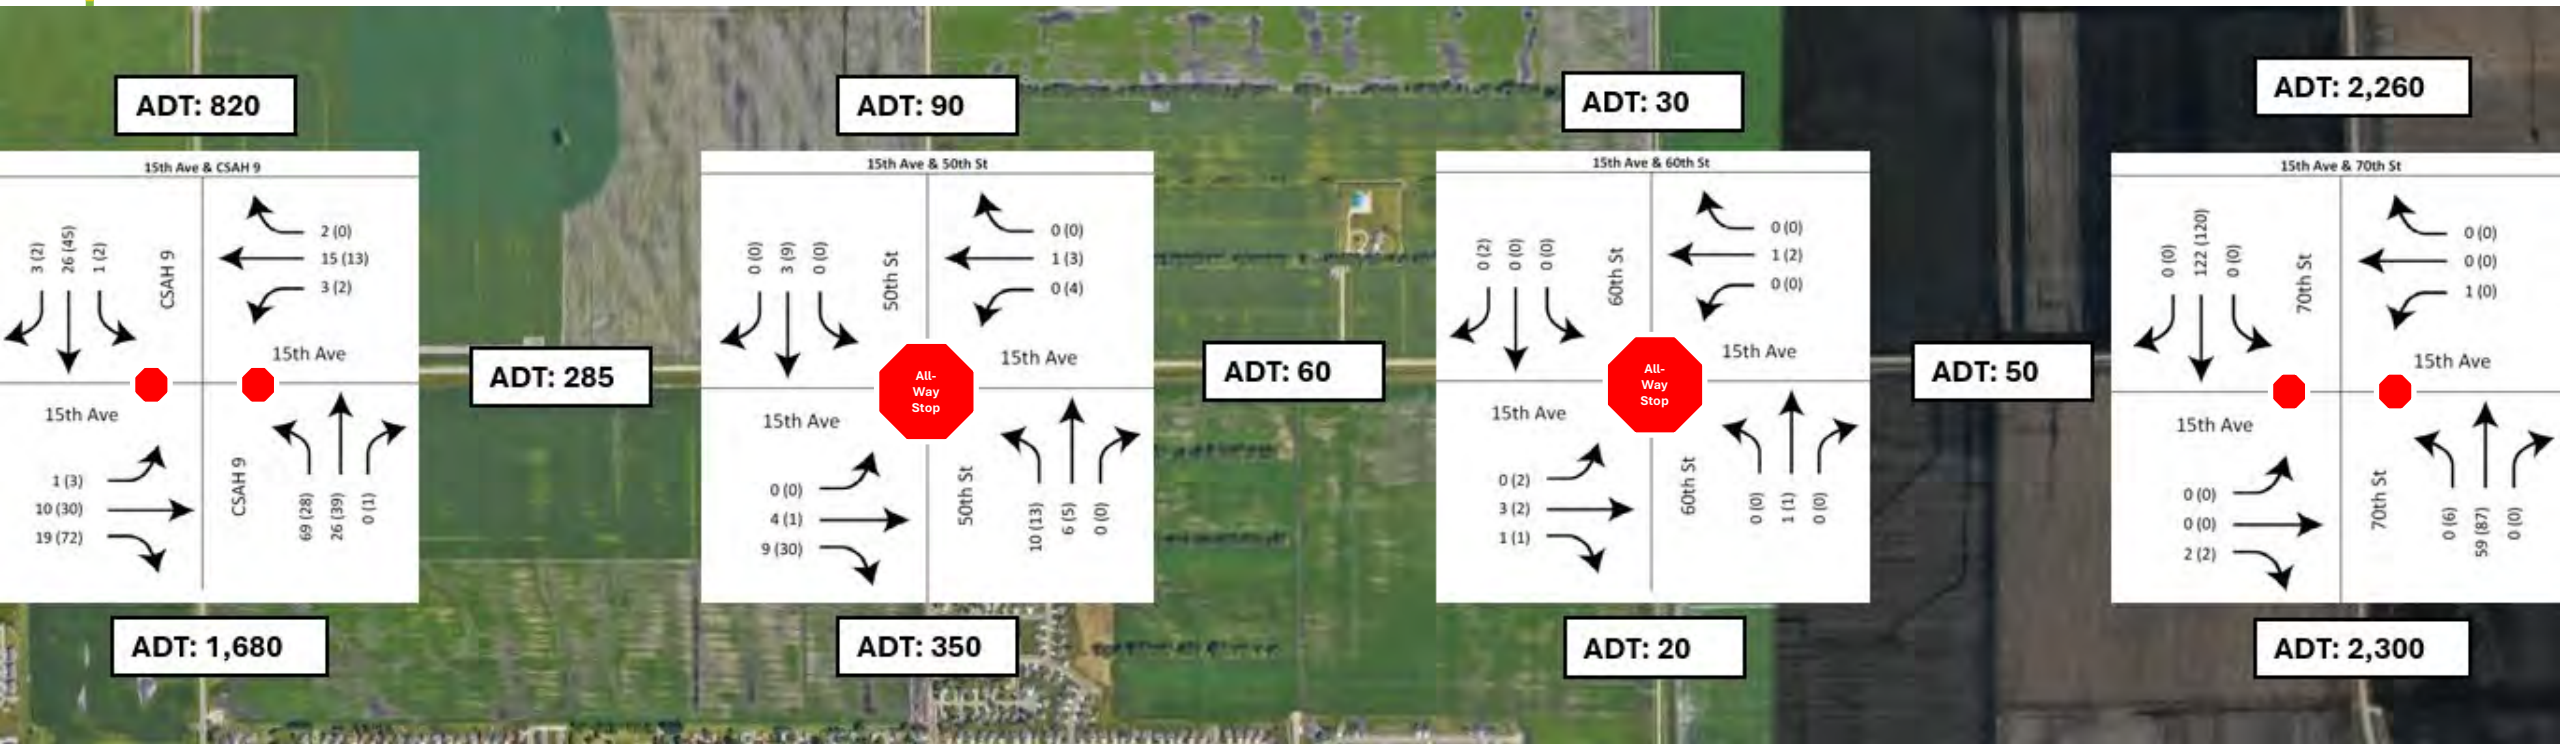 ADT: 820
ADT: 90
ADT: 30
ADT: 2,260
15th Ave & CSAH 9
3 (2)
26 (45)
1 (2)
CSAH 9
2 (0)
15 (13)
3 (2)
15th Ave
15th Ave
1 (3)
10 (30)
19 (72)
CSAH 9
69 (28)
26 (39)
0 (1)
ADT: 285
15th Ave & 50th St
0 (0)
3 (9)
0 (0)
50th St
0 (0)
1 (3)
0 (4)
All-
Way
Stop
15th Ave
15th Ave
0 (0)
4 (1)
9 (30)
50th St
10 (13)
6 (5)
0 (0)
ADT: 60
15th Ave & 60th St
0 (2)
0 (0)
0 (0)
60th St
0 (0)
1 (2)
0 (0)
All-
Way
Stop
15th Ave
15th Ave
0 (2)
3 (2)
1 (1)
60th St
0 (0)
1 (1)
0 (0)
ADT: 50
15th Ave & 70th St
0 (0)
122 (120)
0 (0)
70th St
0 (0)
0 (0)
1 (0)
15th Ave
15th Ave
0 (0)
0 (0)
2 (2)
70th St
0 (6)
59 (87)
0 (0)
ADT: 1,680
ADT: 350
ADT: 20
ADT: 2,300